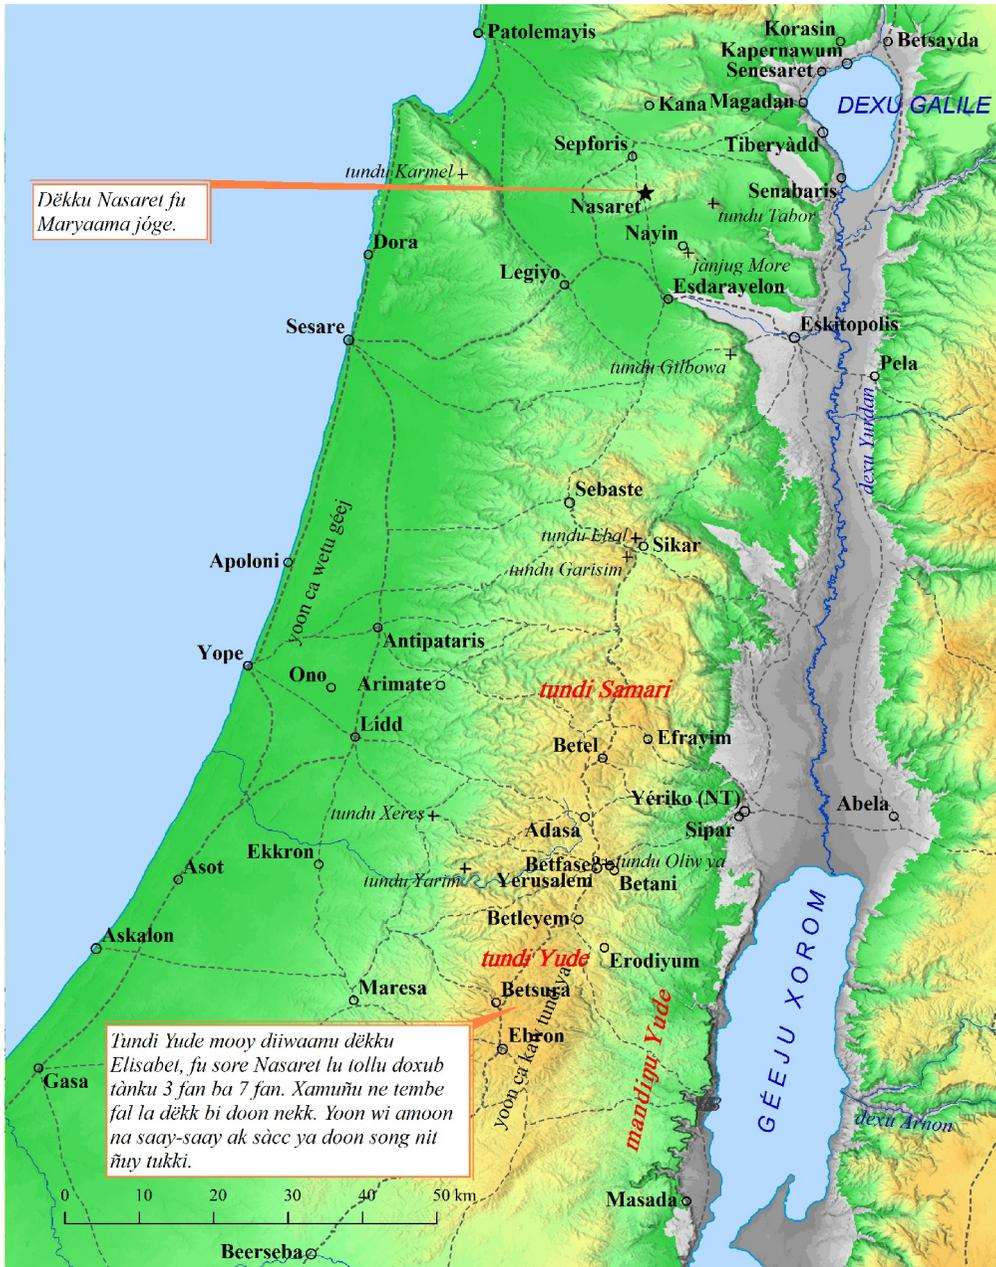 Patolemayis
Korasin
Betsayda
Kapernawum
Senesaret
Kana
Magadan
DEXU GALILE
Sepforis
Tiberyàdd
tundu Karmel
Senabaris
Dëkku Nasaret fu
Maryaama jóge.
Nasaret
tundu Tabor
Nayin
Dora
jànjug More
Legiyo
Esdarayelon
Sesare
Eskitopolis
tundu Gilbowa
Pela
dexu Yurdan
Sebaste
tundu Ebal
Sikar
yoon ca wetu géej
Apoloni
tundu Garisim
Antipataris
Yope
Ono
Arimate
tundi Samari
Lidd
Betel
Efrayim
Yériko (NT)
Abela
tundu Xeres
Adasa
Sipar
Ekkron
Betfase
tundu Oliw ya
Asot
tundu Yarim
Yerusalem
Betani
Betleyem
Askalon
tundi Yude
Erodiyum
GÉEJU XOROM
Maresa
Betsura
Ebron
yoon ca kaw tund ya
mandiŋu Yude
Tundi Yude mooy diiwaamu dëkku
Elisabet, fu sore Nasaret lu tollu doxub
tànku 3 fan ba 7 fan. Xamuñu ne tembe
fal la dëkk bi doon nekk. Yoon wi amoon
na saay-saay ak sàcc ya doon song nit
ñuy tukki.
Gasa
dexu Arnon
0 10 20 30 40 50 km
Masada
Beerseba